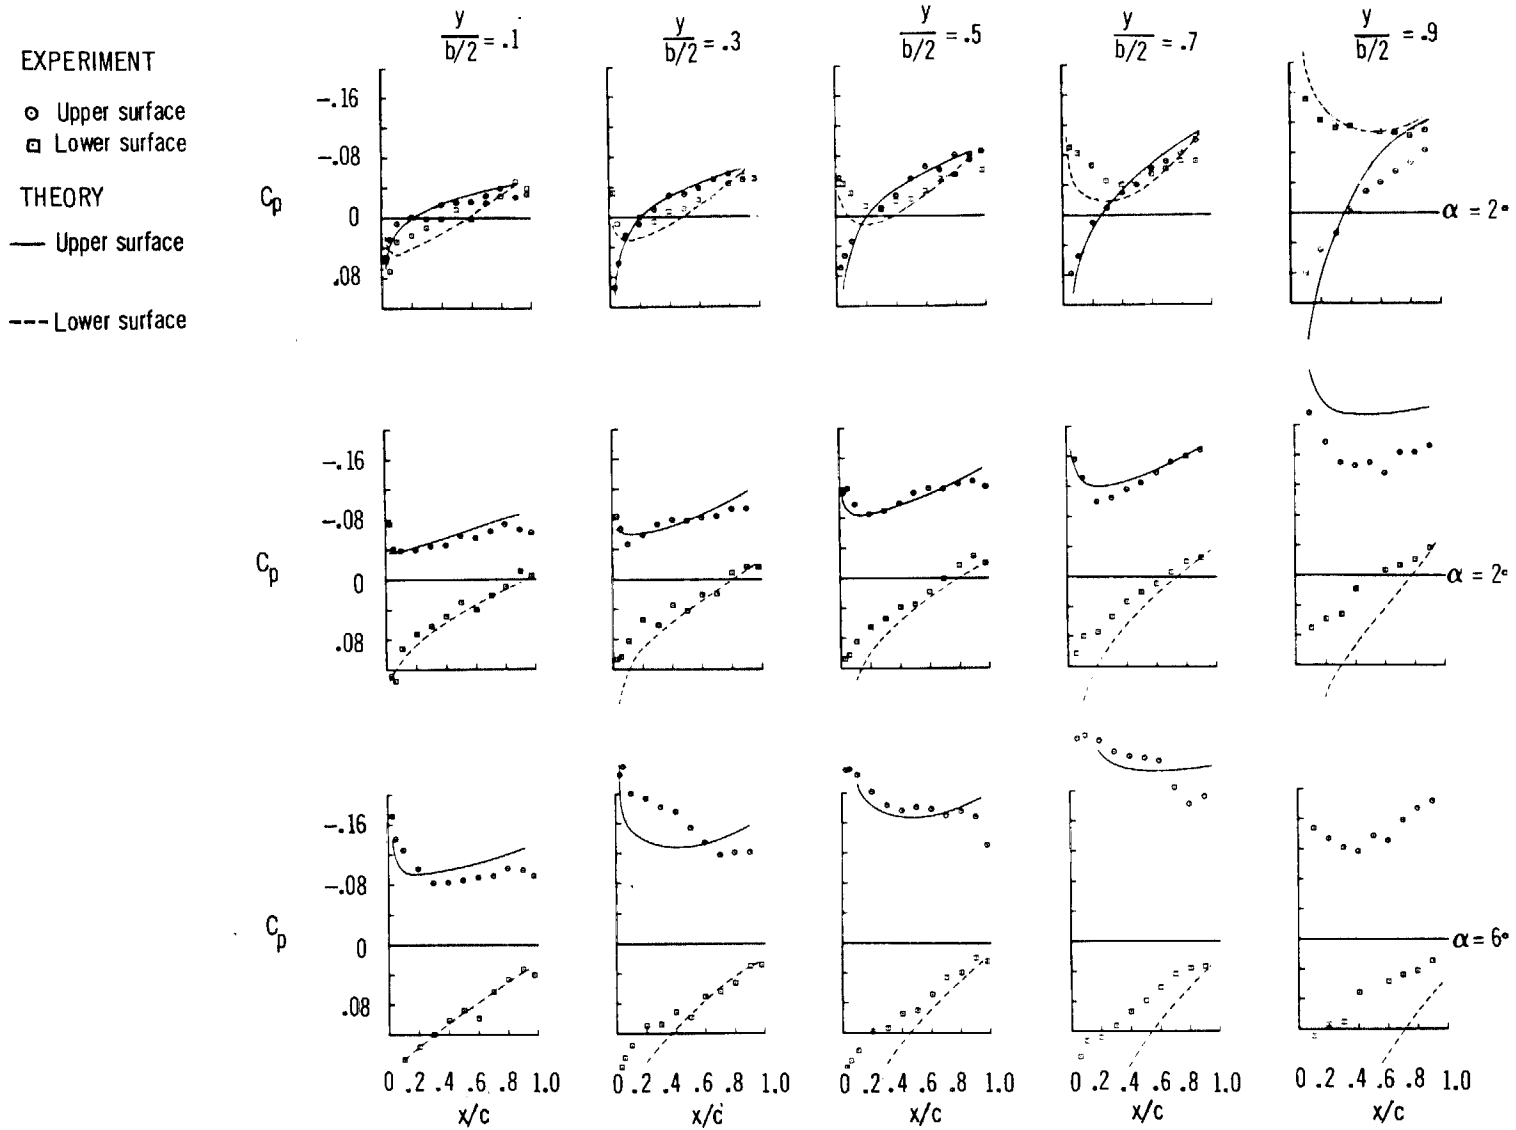 EXPERIMENT
Upper surface
Lower surface
THEORY
Upper surface
Lower surface
y
b/2 = .1
y
b/2 = .3
y
b/2 = .5
y
b/2 = .7
y
b/2 = .9
-.16
-.08
Cp
0
.08
α = 2°
-.16
-.08
Cp
0
.08
α = 2°
-.16
-.08
Cp
0
.08
α = 6°
0 .2 .4 .6 .8 1.0
x/c
0 .2 .4 .6 .8 1.0
x/c
0 .2 .4 .6 .8 1.0
x/c
0 .2 .4 .6 .8 1.0
x/c
0 .2 .4 .6 .8 1.0
x/c